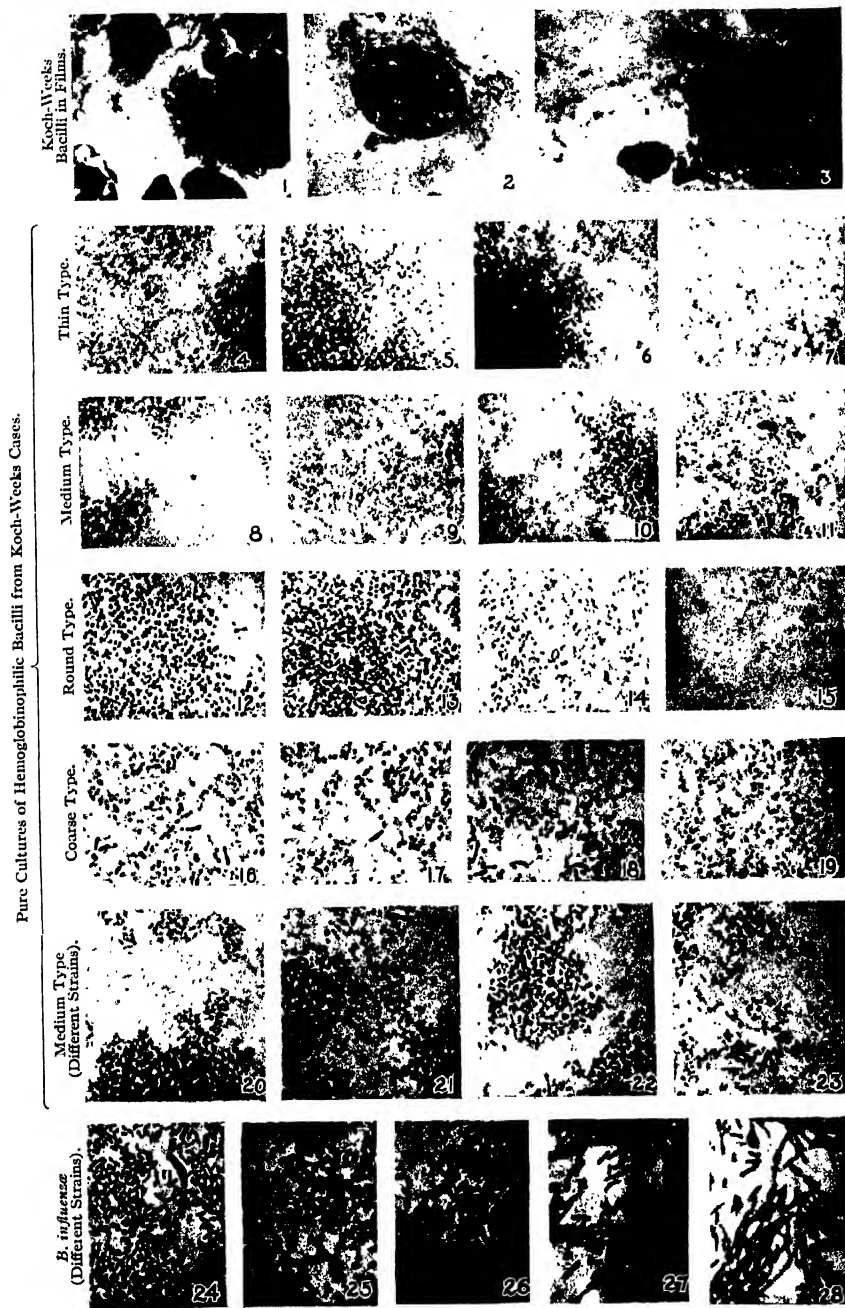 Koch-Weeks
Bacilli in Films.
1
2
3
Pure Cultures of Hemoglobinophilic Bacilli from Koch-Weeks Cases.
Thin Type.
4
5
6
7
Medium Type.
8
9
10
11
Round Type.
12
13
14
15
Coarse Type.
16
17
18
19
Medium Type
(Different Strains).
20
21
22
23
B. influenzæ
(Different Strains).
24
25
26
27
28